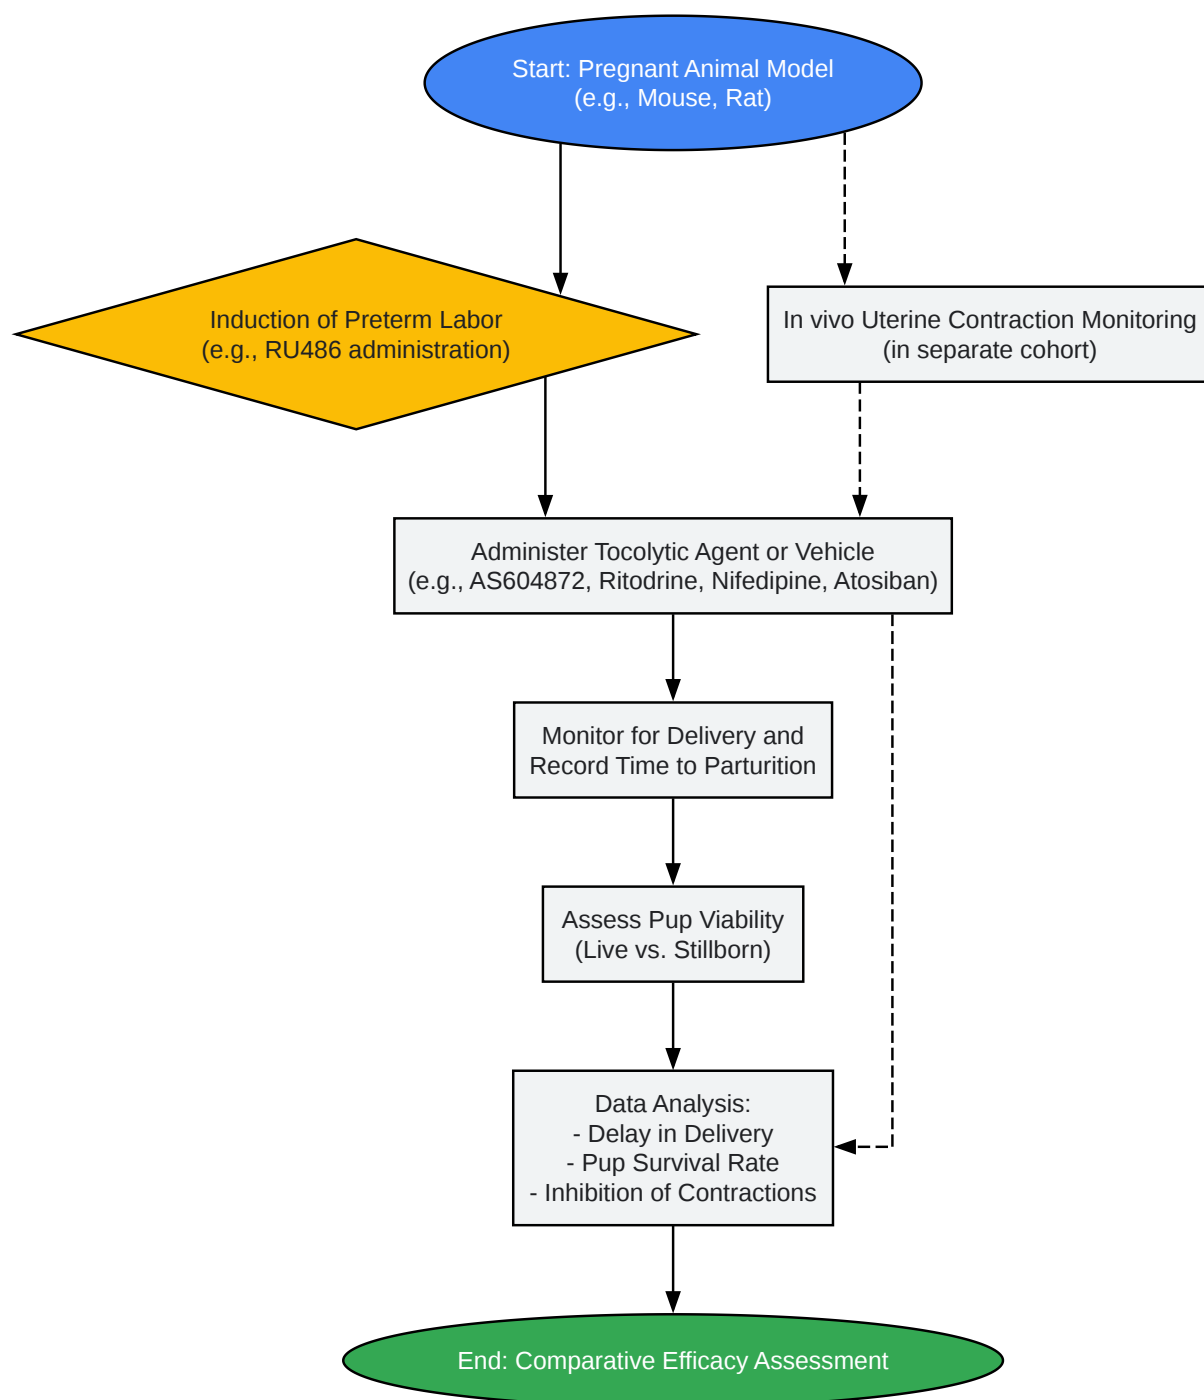 Start: Pregnant Animal Model
(e.g., Mouse, Rat)
Induction of Preterm Labor
(e.g., RU486 administration)
In vivo Uterine Contraction Monitoring
(in separate cohort)
Administer Tocolytic Agent or Vehicle
(e.g., AS604872, Ritodrine, Nifedipine, Atosiban)
Monitor for Delivery and
Record Time to Parturition
Assess Pup Viability
(Live vs. Stillborn)
Data Analysis:
- Delay in Delivery
- Pup Survival Rate
- Inhibition of Contractions
End: Comparative Efficacy Assessment